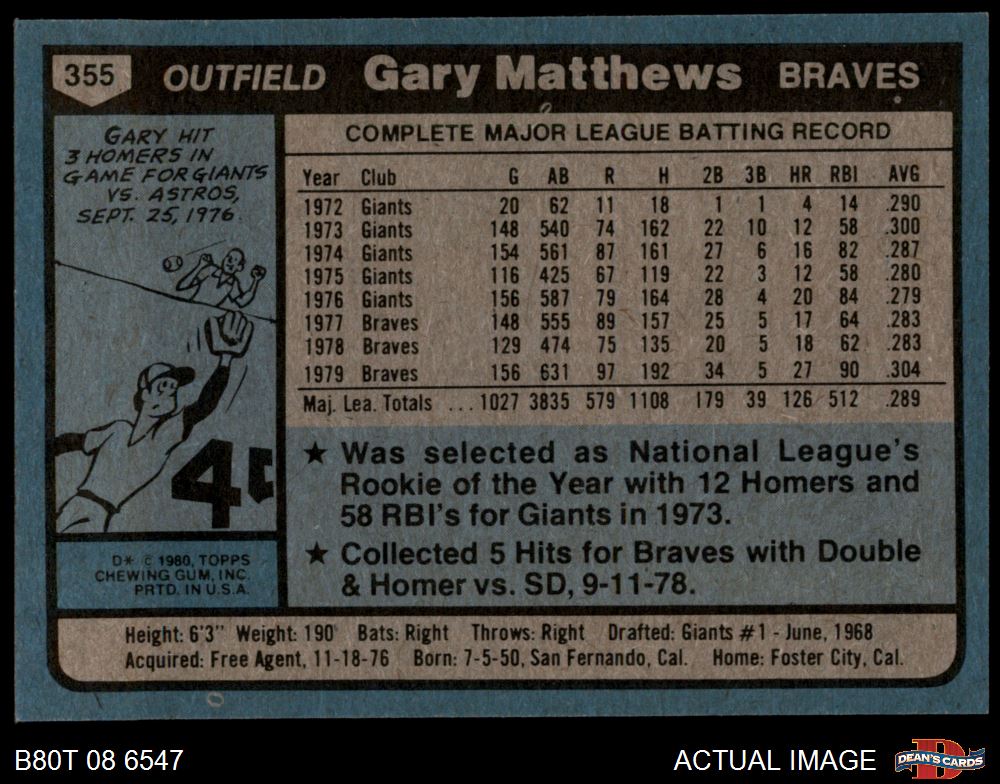 355 OUTFIELD Gary Matthews BRAVES
GARY HIT
3 HOMERS IN
GAME FOR GIANTS
VS. ASTROS,
SEPT. 25, 1976.
4
D* © 1980, TOPPS
CHEWING GUM, INC.
PRTD. IN U.S.A.
COMPLETE MAJOR LEAGUE BATTING RECORD
Year Club G AB R H 2B 3B HR RBI AVG
1972 Giants 20 62 11 18 1 1 4 14 .290
1973 Giants 148 540 74 162 22 10 12 58 .300
1974 Giants 154 561 87 161 27 6 16 82 .287
1975 Giants 116 425 67 119 22 3 12 58 .280
1976 Giants 156 587 79 164 28 4 20 84 .279
1977 Braves 148 555 89 157 25 5 17 64 .283
1978 Braves 129 474 75 135 20 5 18 62 .283
1979 Braves 156 631 97 192 34 5 27 90 .304
Maj. Lea. Totals ... 1027 3835 579 1108 179 39 126 512 .289
★ Was selected as National League's
Rookie of the Year with 12 Homers and
58 RBI's for Giants in 1973.
★ Collected 5 Hits for Braves with Double
& Homer vs. SD, 9-11-78.
Height: 6'3" Weight: 190 Bats: Right Throws: Right Drafted: Giants #1 - June, 1968
Acquired: Free Agent, 11-18-76 Born: 7-5-50, San Fernando, Cal. Home: Foster City, Cal.
B80T 08 6547
ACTUAL IMAGE
DEAN'S CARDS